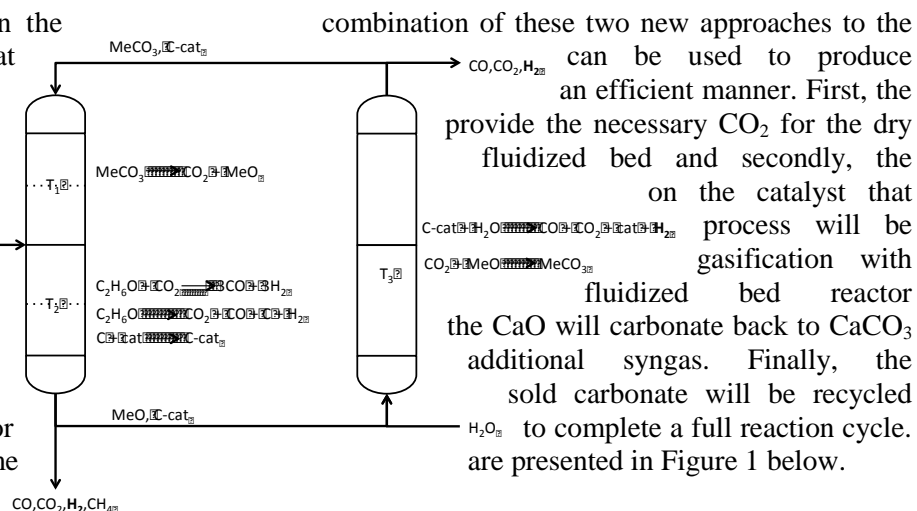 n the
combination of these two new approaches to the
at
can be used to produce
an efficient manner. First, the
provide the necessary CO₂ for the dry
fluidized bed and secondly, the
on the catalyst that
process will be
gasification with
fluidized bed reactor
the CaO will carbonate back to CaCO₃
additional syngas. Finally, the
sold carbonate will be recycled
or
to complete a full reaction cycle.
ne
are presented in Figure 1 below.
MeCO₃, C-cat
CO,CO₂,H₂
T₁
MeCO₃ CO₂ + MeO
T₂
C₂H₆O + CO₂ 3CO + 3H₂
C₂H₆O CO₂ + CO + C + H₂
C + cat C-cat
C-cat + H₂O CO + CO₂ + cat + H₂
CO₂ + MeO MeCO₃
T₃
MeO, C-cat
H₂O
CO,CO₂,H₂,CH₄